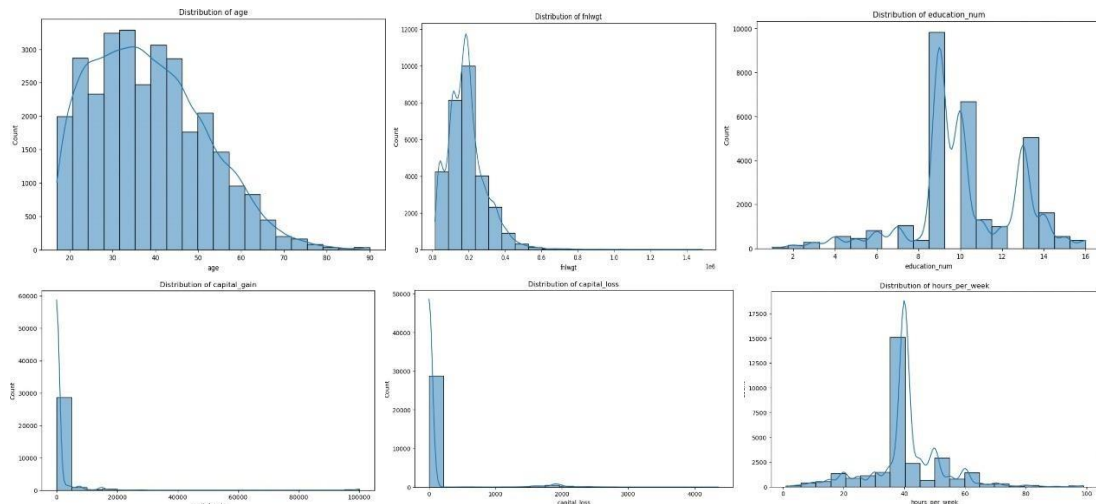 Distribution of age
Count
3000
2500
2000
1500
1000
500
0
20 30 40 50 60 70 80 90
age
Distribution of fnlwgt
Count
12000
10000
8000
6000
4000
2000
0
0.0 0.2 0.4 0.6 0.8 1.0 1.2 1.4
1e6
fnlwgt
Distribution of education_num
Count
10000
8000
6000
4000
2000
0
2 4 6 8 10 12 14 16
education_num
Distribution of capital_gain
Count
60000
50000
40000
30000
20000
10000
0
0 20000 40000 60000 80000 100000
Distribution of capital_loss
Count
50000
40000
30000
20000
10000
0
0 1000 2000 3000 4000
capital_loss
Distribution of hours_per_week
17500
15000
12500
10000
7500
5000
2500
0
0 20 40 60 80 100
hours_per_week